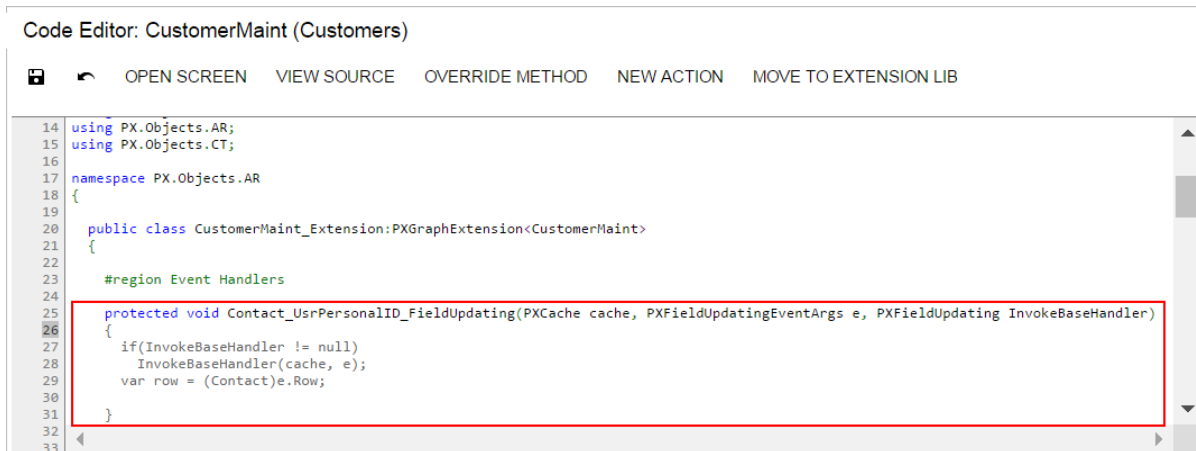 Code Editor: CustomerMaint (Customers)
OPEN SCREEN VIEW SOURCE OVERRIDE METHOD NEW ACTION MOVE TO EXTENSION LIB
14 using PX.Objects.AR;
15 using PX.Objects.CT;
16
17 namespace PX.Objects.AR
18 {
19
20 public class CustomerMaint_Extension:PXGraphExtension<CustomerMaint>
21 {
22
23 #region Event Handlers
24
25 protected void Contact_UsrPersonalID_FieldUpdating(PXCache cache, PXFieldUpdatingEventArgs e, PXFieldUpdating InvokeBaseHandler)
26 {
27 if(InvokeBaseHandler != null)
28 InvokeBaseHandler(cache, e);
29 var row = (Contact)e.Row;
30
31 }
32
33